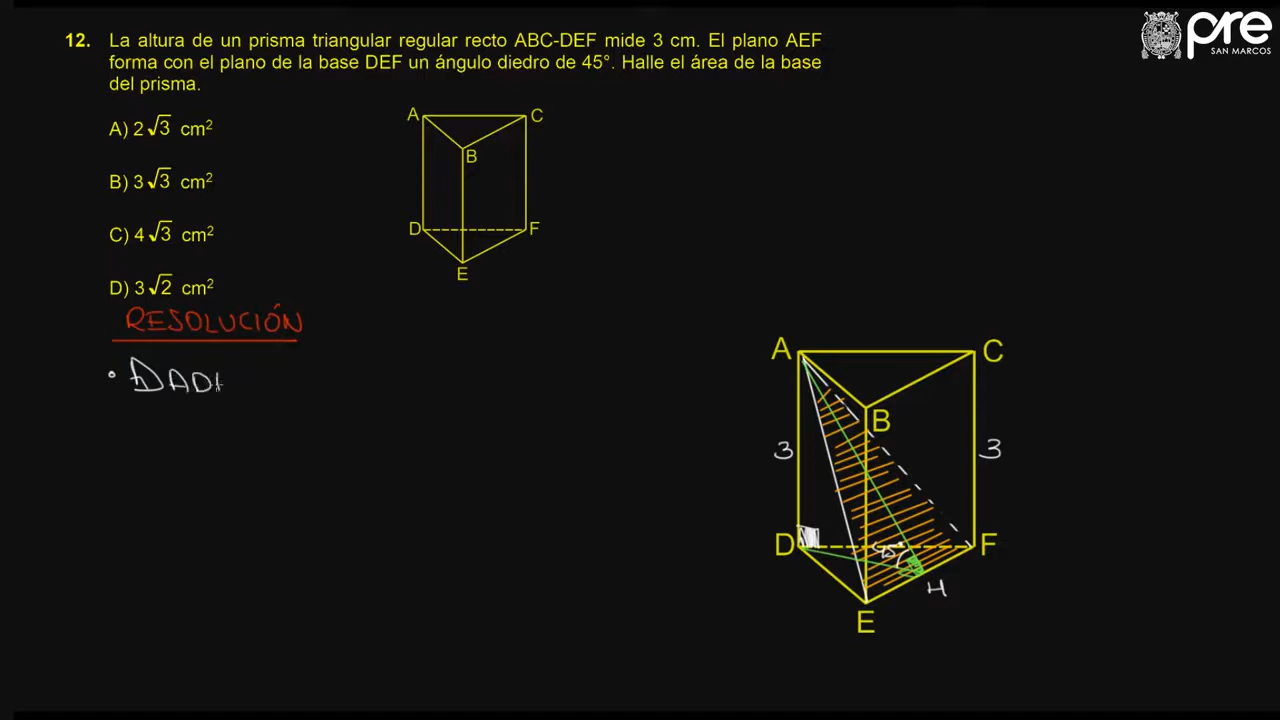 pre
SAN MARCOS
12. La altura de un prisma triangular regular recto ABC-DEF mide 3 cm. El plano AEF
forma con el plano de la base DEF un ángulo diedro de 45°. Halle el área de la base
del prisma.
A) 2√3 cm²
B) 3√3 cm²
C) 4√3 cm²
D) 3√2 cm²
A
C
B
D
F
E
RESOLUCIÓN
• DADH
A
C
B
3
3
D
45°
F
H
E